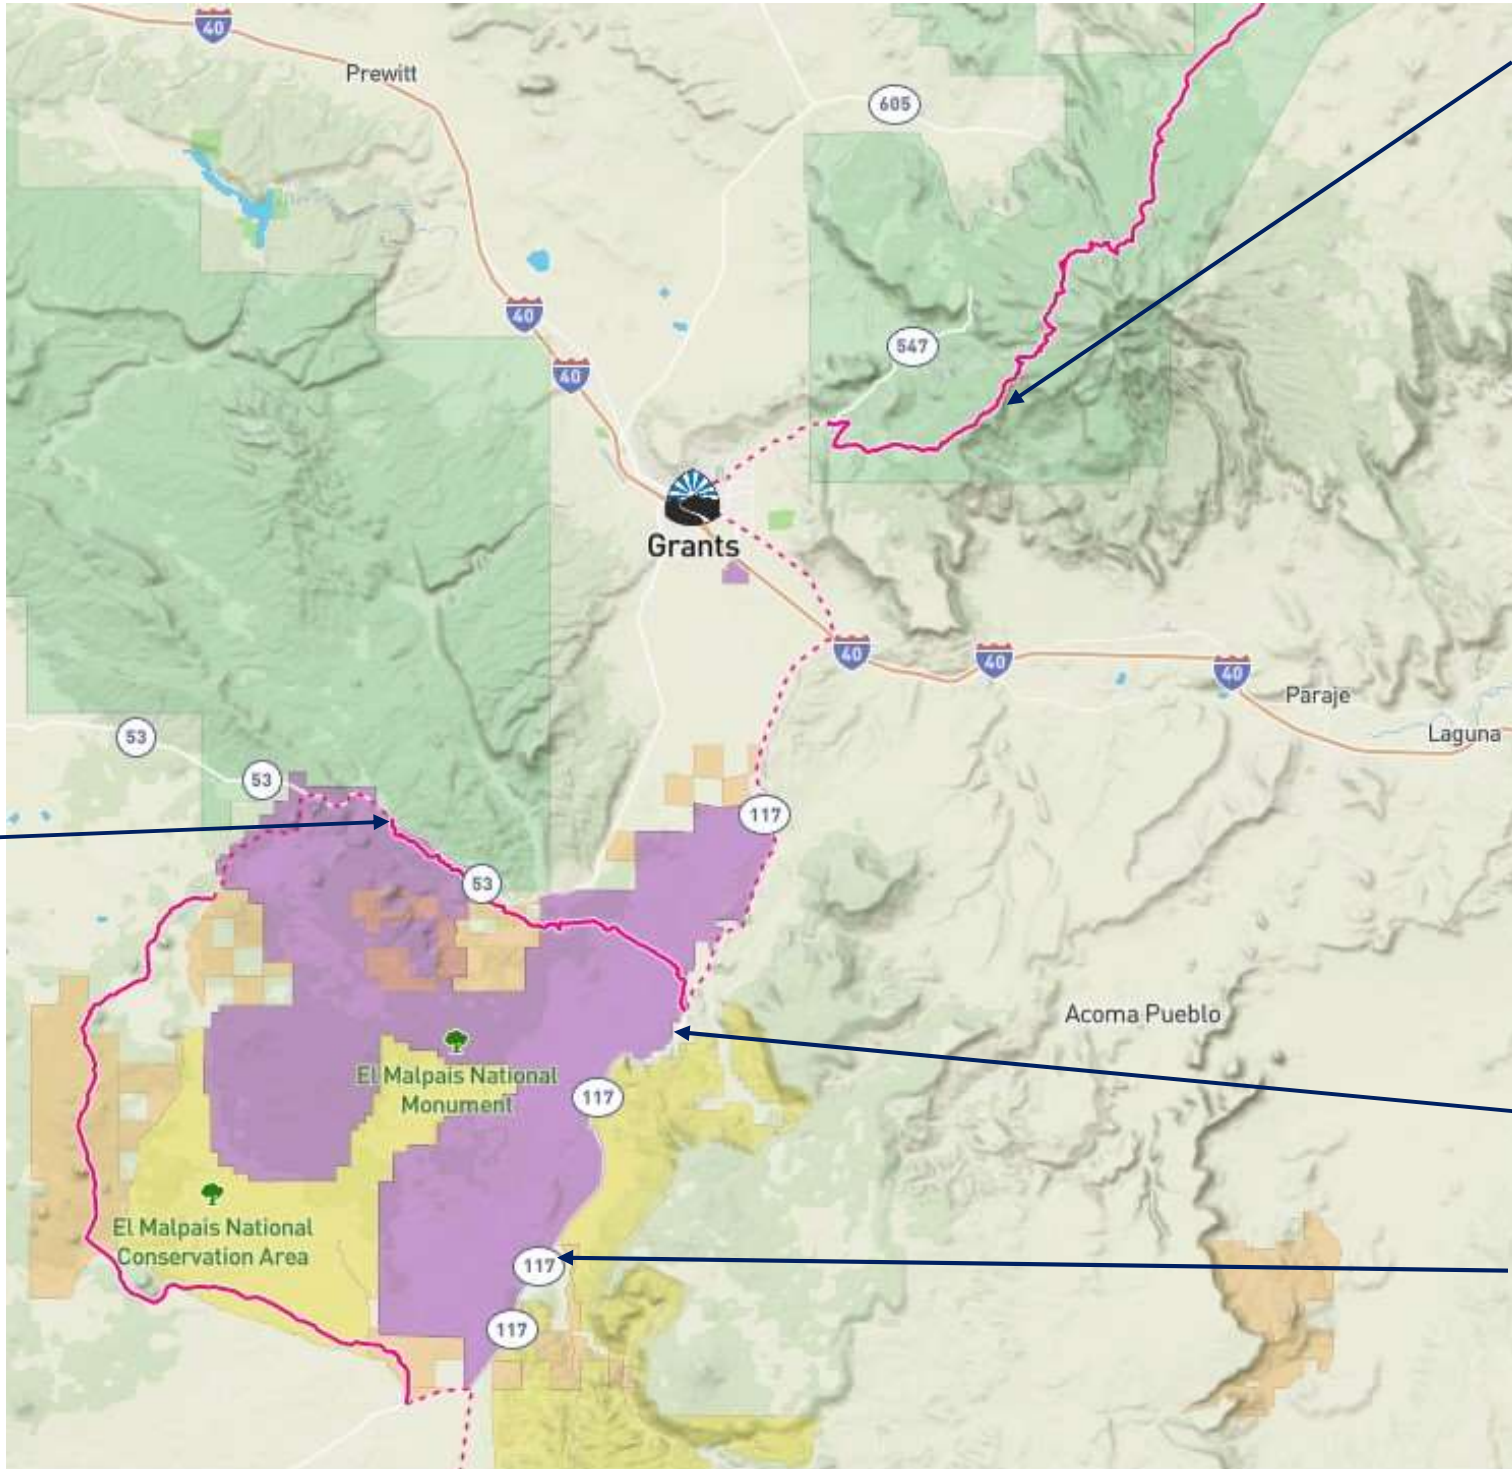 40
Prewitt
605
40
547
40
Grants
40
40
40
Paraje
Laguna
53
53
117
53
Acoma Pueblo
El Malpais National
Monument
117
El Malpais National
Conservation Area
117
117